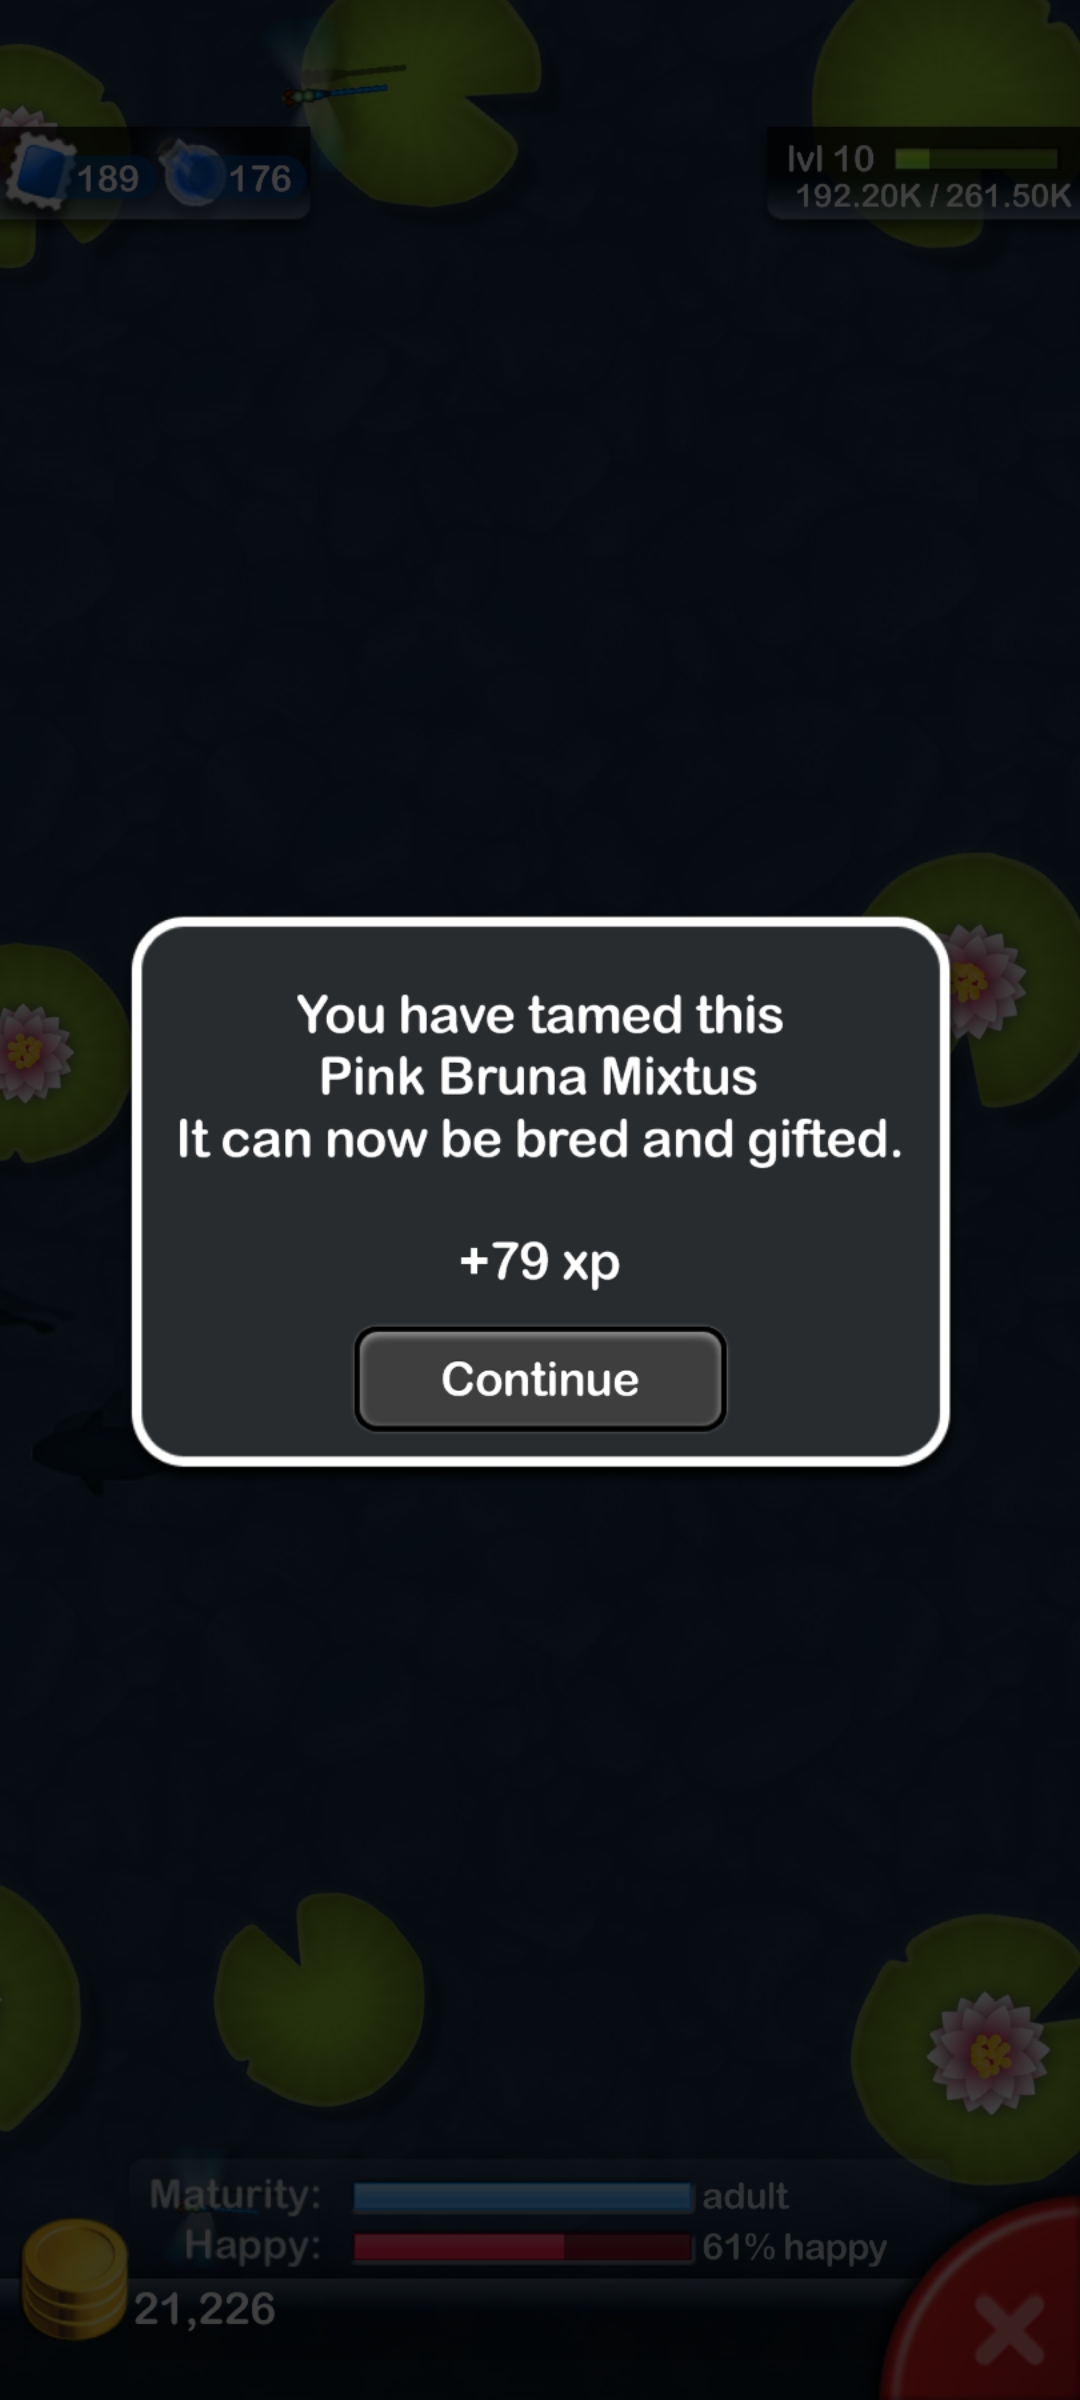 189 176
lvl 10
192.20K / 261.50K
You have tamed this
Pink Bruna Mixtus
It can now be bred and gifted.
+79 xp
Continue
Maturity: adult
Happy: 61% happy
21,226